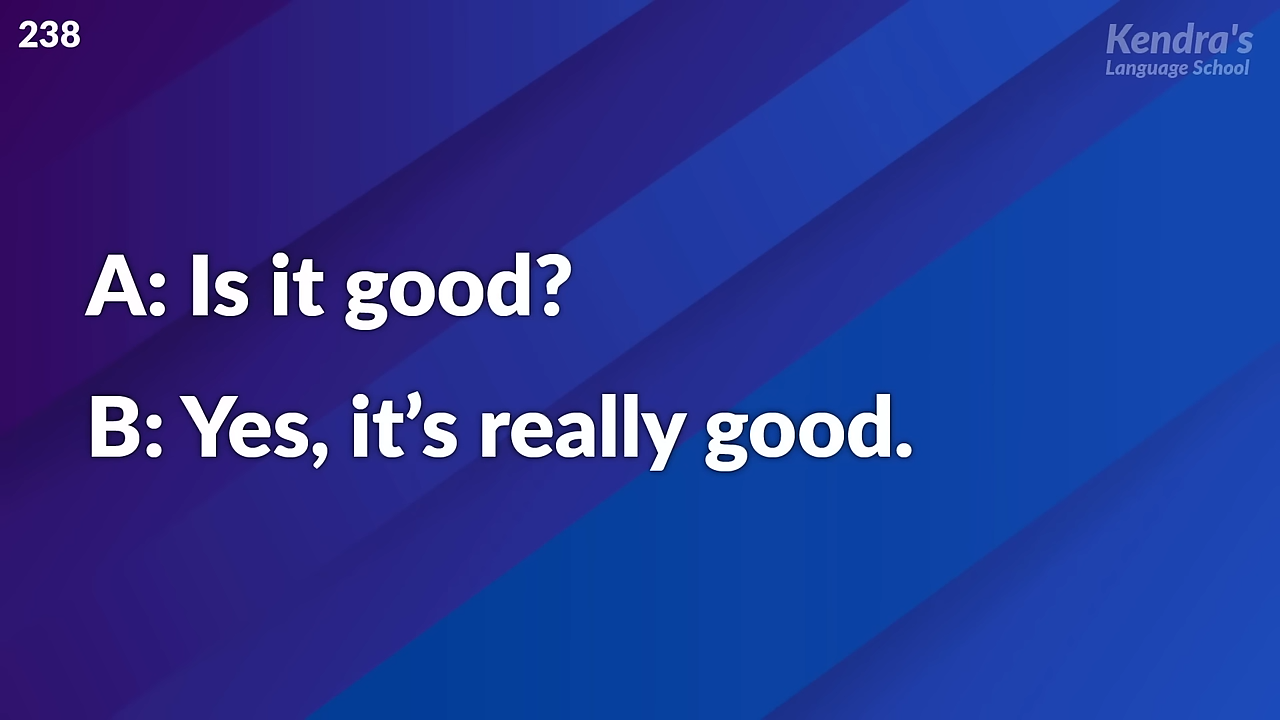 238
Kendra's
Language School
A: Is it good?
B: Yes, it’s really good.